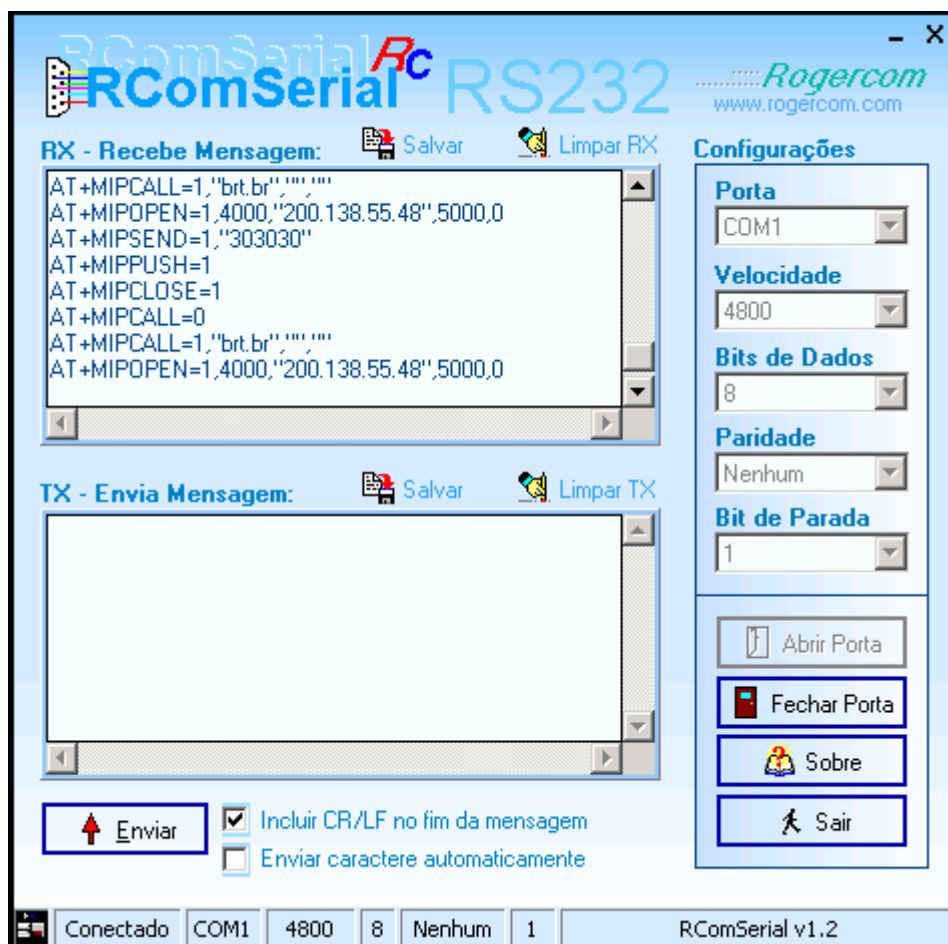 RComSerial
RComSerial Rc RS232
Rogercom
www.rogercom.com
RX - Recebe Mensagem: Salvar Limpar RX
AT+MIPCALL=1,"brt.br","",""
AT+MIPOPEN=1,4000,"200.138.55.48",5000,0
AT+MIPSEND=1,"303030"
AT+MIPPUSH=1
AT+MIPCLOSE=1
AT+MIPCALL=0
AT+MIPCALL=1,"brt.br","",""
AT+MIPOPEN=1,4000,"200.138.55.48",5000,0
TX - Envia Mensagem: Salvar Limpar TX
Enviar
Incluir CR/LF no fim da mensagem
Enviar caractere automaticamente
Configurações
Porta
COM1
Velocidade
4800
Bits de Dados
8
Paridade
Nenhum
Bit de Parada
1
Abrir Porta
Fechar Porta
Sobre
Sair
Conectado COM1 4800 8 Nenhum 1 RComSerial v1.2